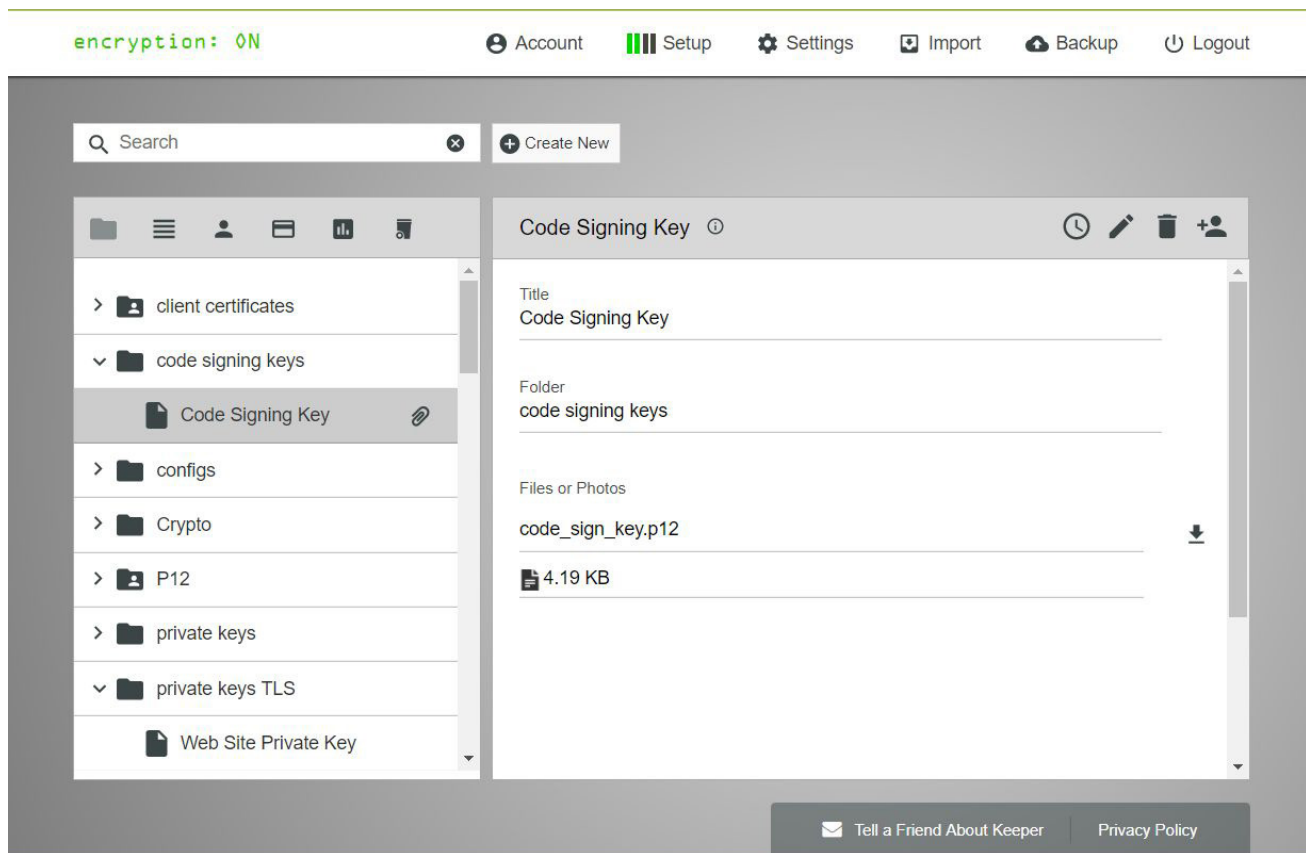 encryption: ON
Account Setup Settings Import Backup Logout
Search
Create New
client certificates
code signing keys
Code Signing Key
configs
Crypto
P12
private keys
private keys TLS
Web Site Private Key
Code Signing Key
Title
Code Signing Key
Folder
code signing keys
Files or Photos
code_sign_key.p12
4.19 KB
Tell a Friend About Keeper Privacy Policy